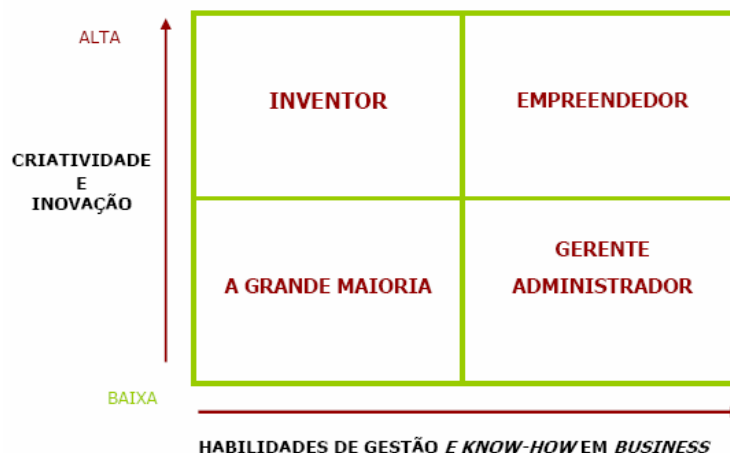 ALTA
INVENTOR
EMPREENDEDOR
CRIATIVIDADE
E
INOVAÇÃO
A GRANDE MAIORIA
GERENTE
ADMINISTRADOR
BAIXA
HABILIDADES DE GESTÃO E KNOW-HOW EM BUSINESS